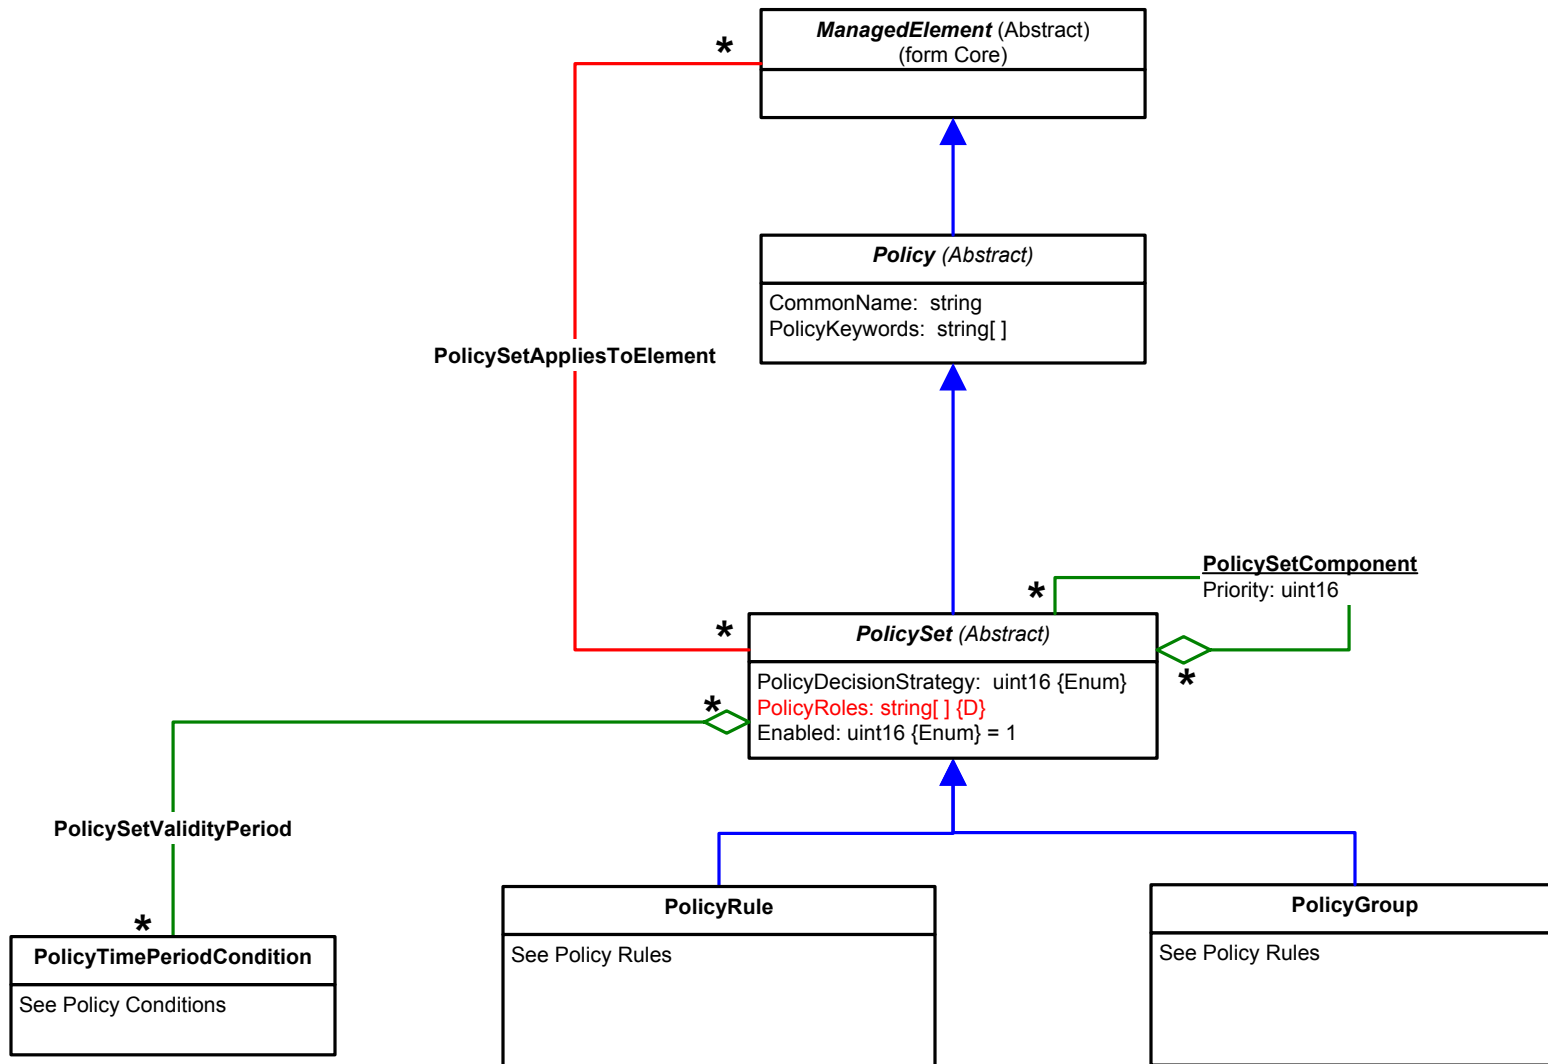 ManagedElement (Abstract)
(form Core)
*
Policy (Abstract)
CommonName: string
PolicyKeywords: string[ ]
PolicySetAppliesToElement
PolicySetComponent
Priority: uint16
*
*
PolicySet (Abstract)
*
PolicyDecisionStrategy: uint16 {Enum}
PolicyRoles: string[ ] {D}
Enabled: uint16 {Enum} = 1
*
PolicySetValidityPeriod
*
PolicyTimePeriodCondition
See Policy Conditions
PolicyRule
See Policy Rules
PolicyGroup
See Policy Rules